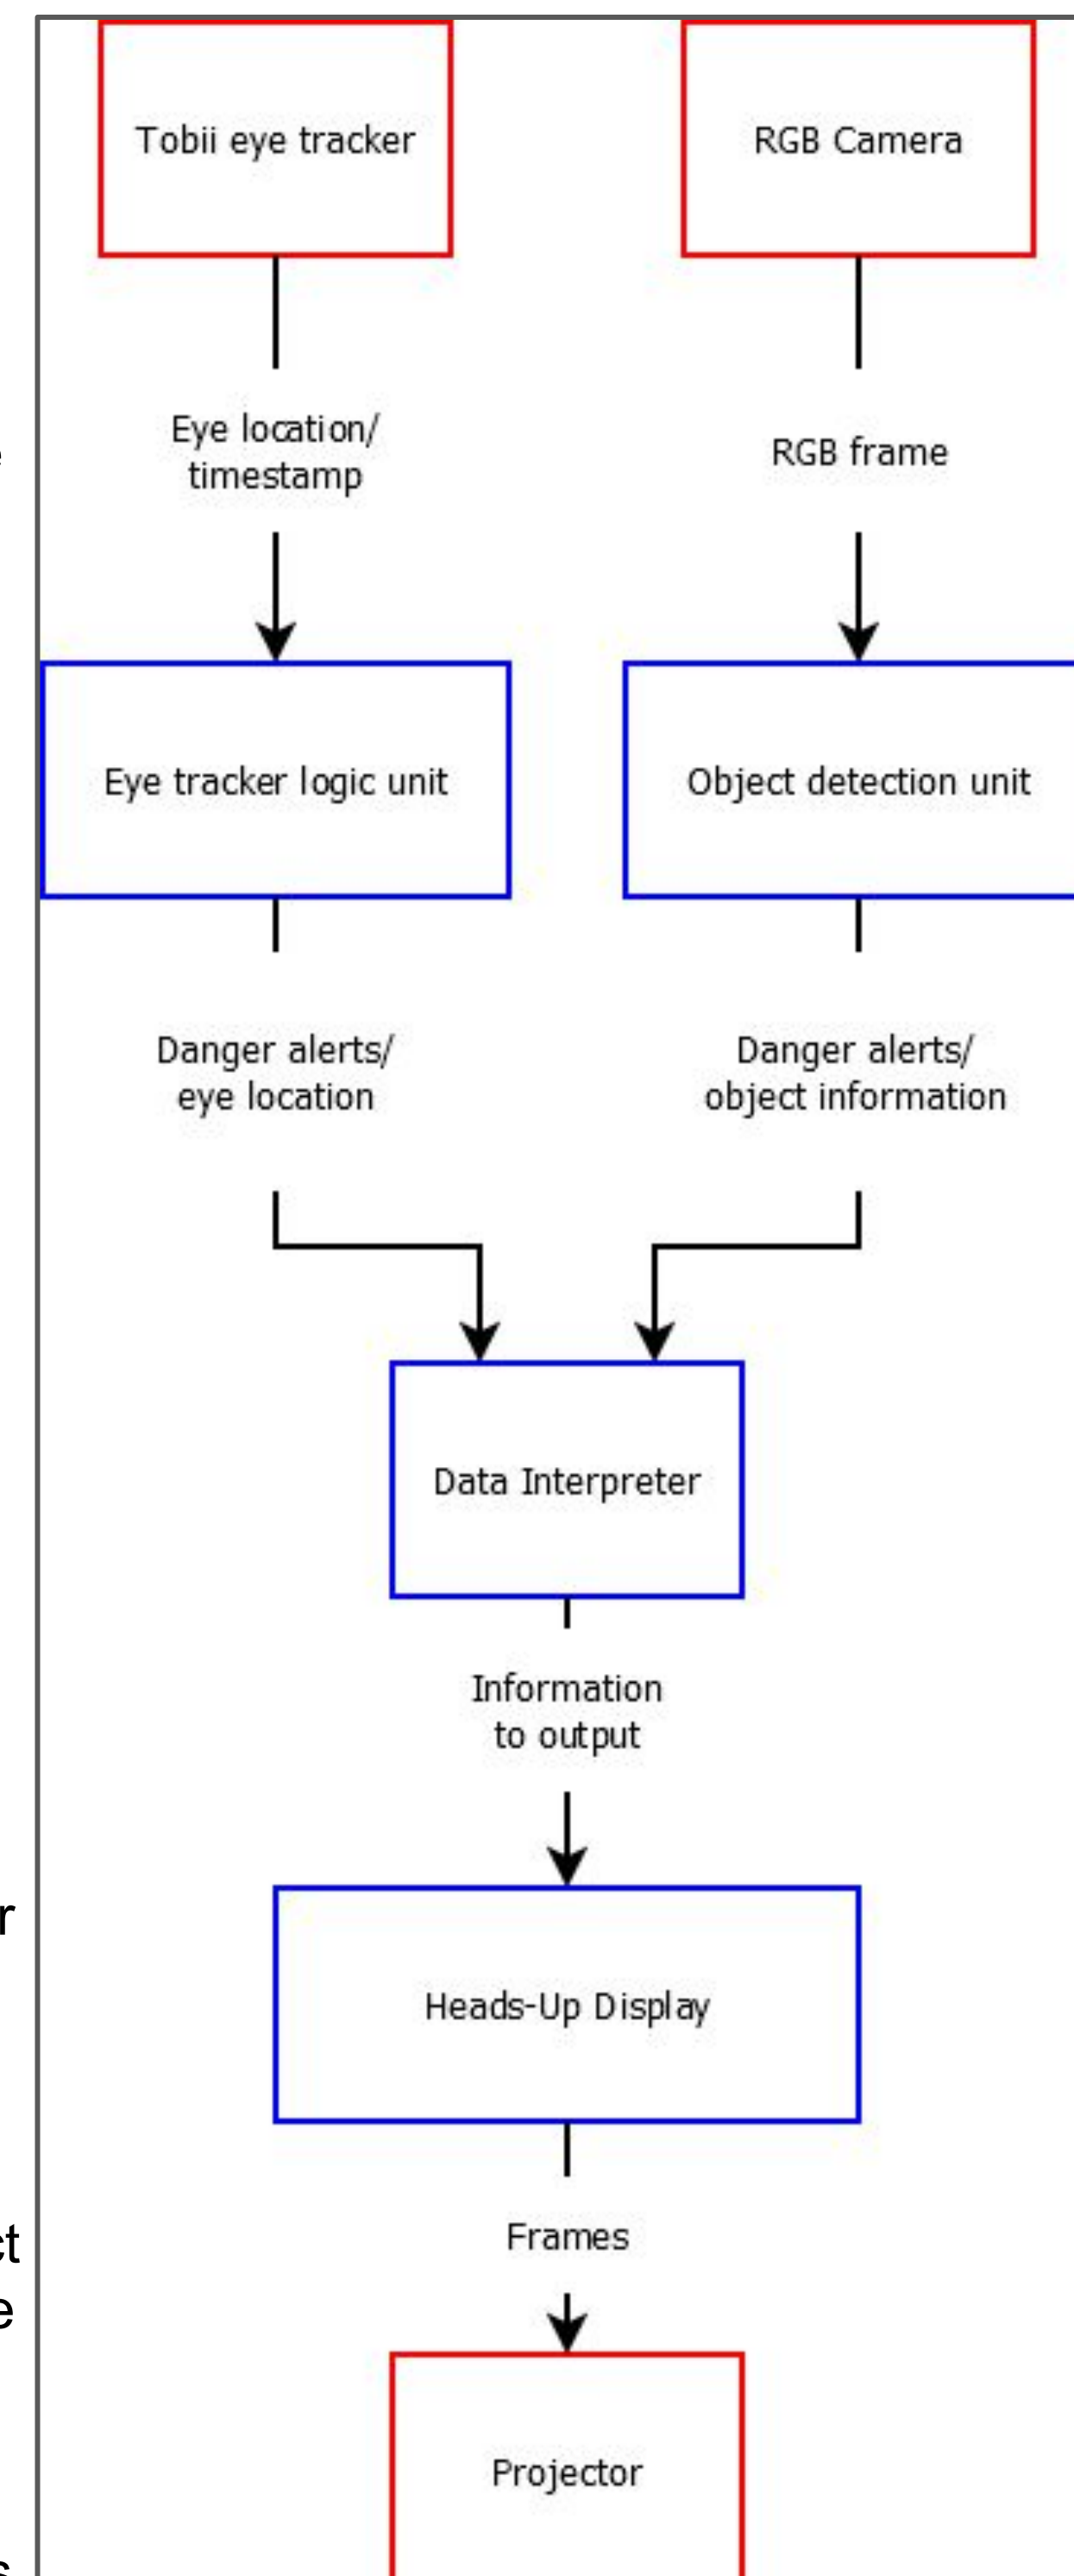 Tobii eye tracker
RGB Camera
Eye location/
timestamp
RGB frame
Eye tracker logic unit
Object detection unit
Danger alerts/
eye location
Danger alerts/
object information
Data Interpreter
Information
to output
Heads-Up Display
Frames
Projector